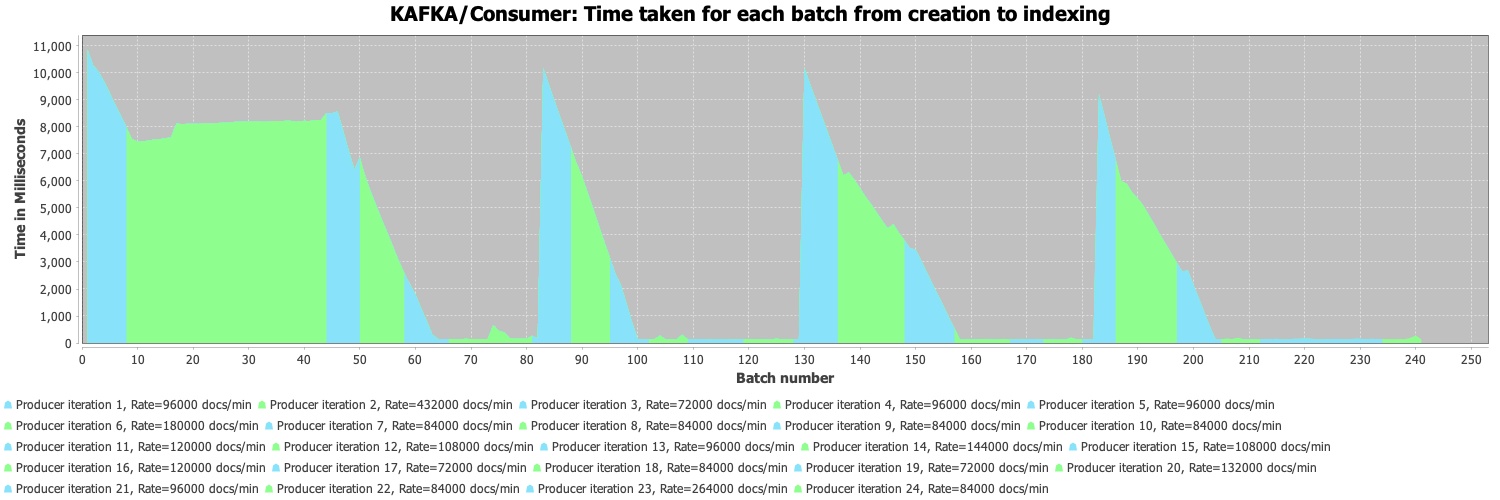 KAFKA/Consumer: Time taken for each batch from creation to indexing
11,000
10,000
9,000
8,000
7,000
6,000
5,000
4,000
3,000
2,000
1,000
0
Time in Milliseconds
0 10 20 30 40 50 60 70 80 90 100 110 120 130 140 150 160 170 180 190 200 210 220 230 240 250
Batch number
Producer iteration 1, Rate=96000 docs/min Producer iteration 2, Rate=432000 docs/min Producer iteration 3, Rate=72000 docs/min Producer iteration 4, Rate=96000 docs/min Producer iteration 5, Rate=96000 docs/min
Producer iteration 6, Rate=180000 docs/min Producer iteration 7, Rate=84000 docs/min Producer iteration 8, Rate=84000 docs/min Producer iteration 9, Rate=84000 docs/min Producer iteration 10, Rate=84000 docs/min
Producer iteration 11, Rate=120000 docs/min Producer iteration 12, Rate=108000 docs/min Producer iteration 13, Rate=96000 docs/min Producer iteration 14, Rate=144000 docs/min Producer iteration 15, Rate=108000 docs/min
Producer iteration 16, Rate=120000 docs/min Producer iteration 17, Rate=72000 docs/min Producer iteration 18, Rate=84000 docs/min Producer iteration 19, Rate=72000 docs/min Producer iteration 20, Rate=132000 docs/min
Producer iteration 21, Rate=96000 docs/min Producer iteration 22, Rate=84000 docs/min Producer iteration 23, Rate=264000 docs/min Producer iteration 24, Rate=84000 docs/min